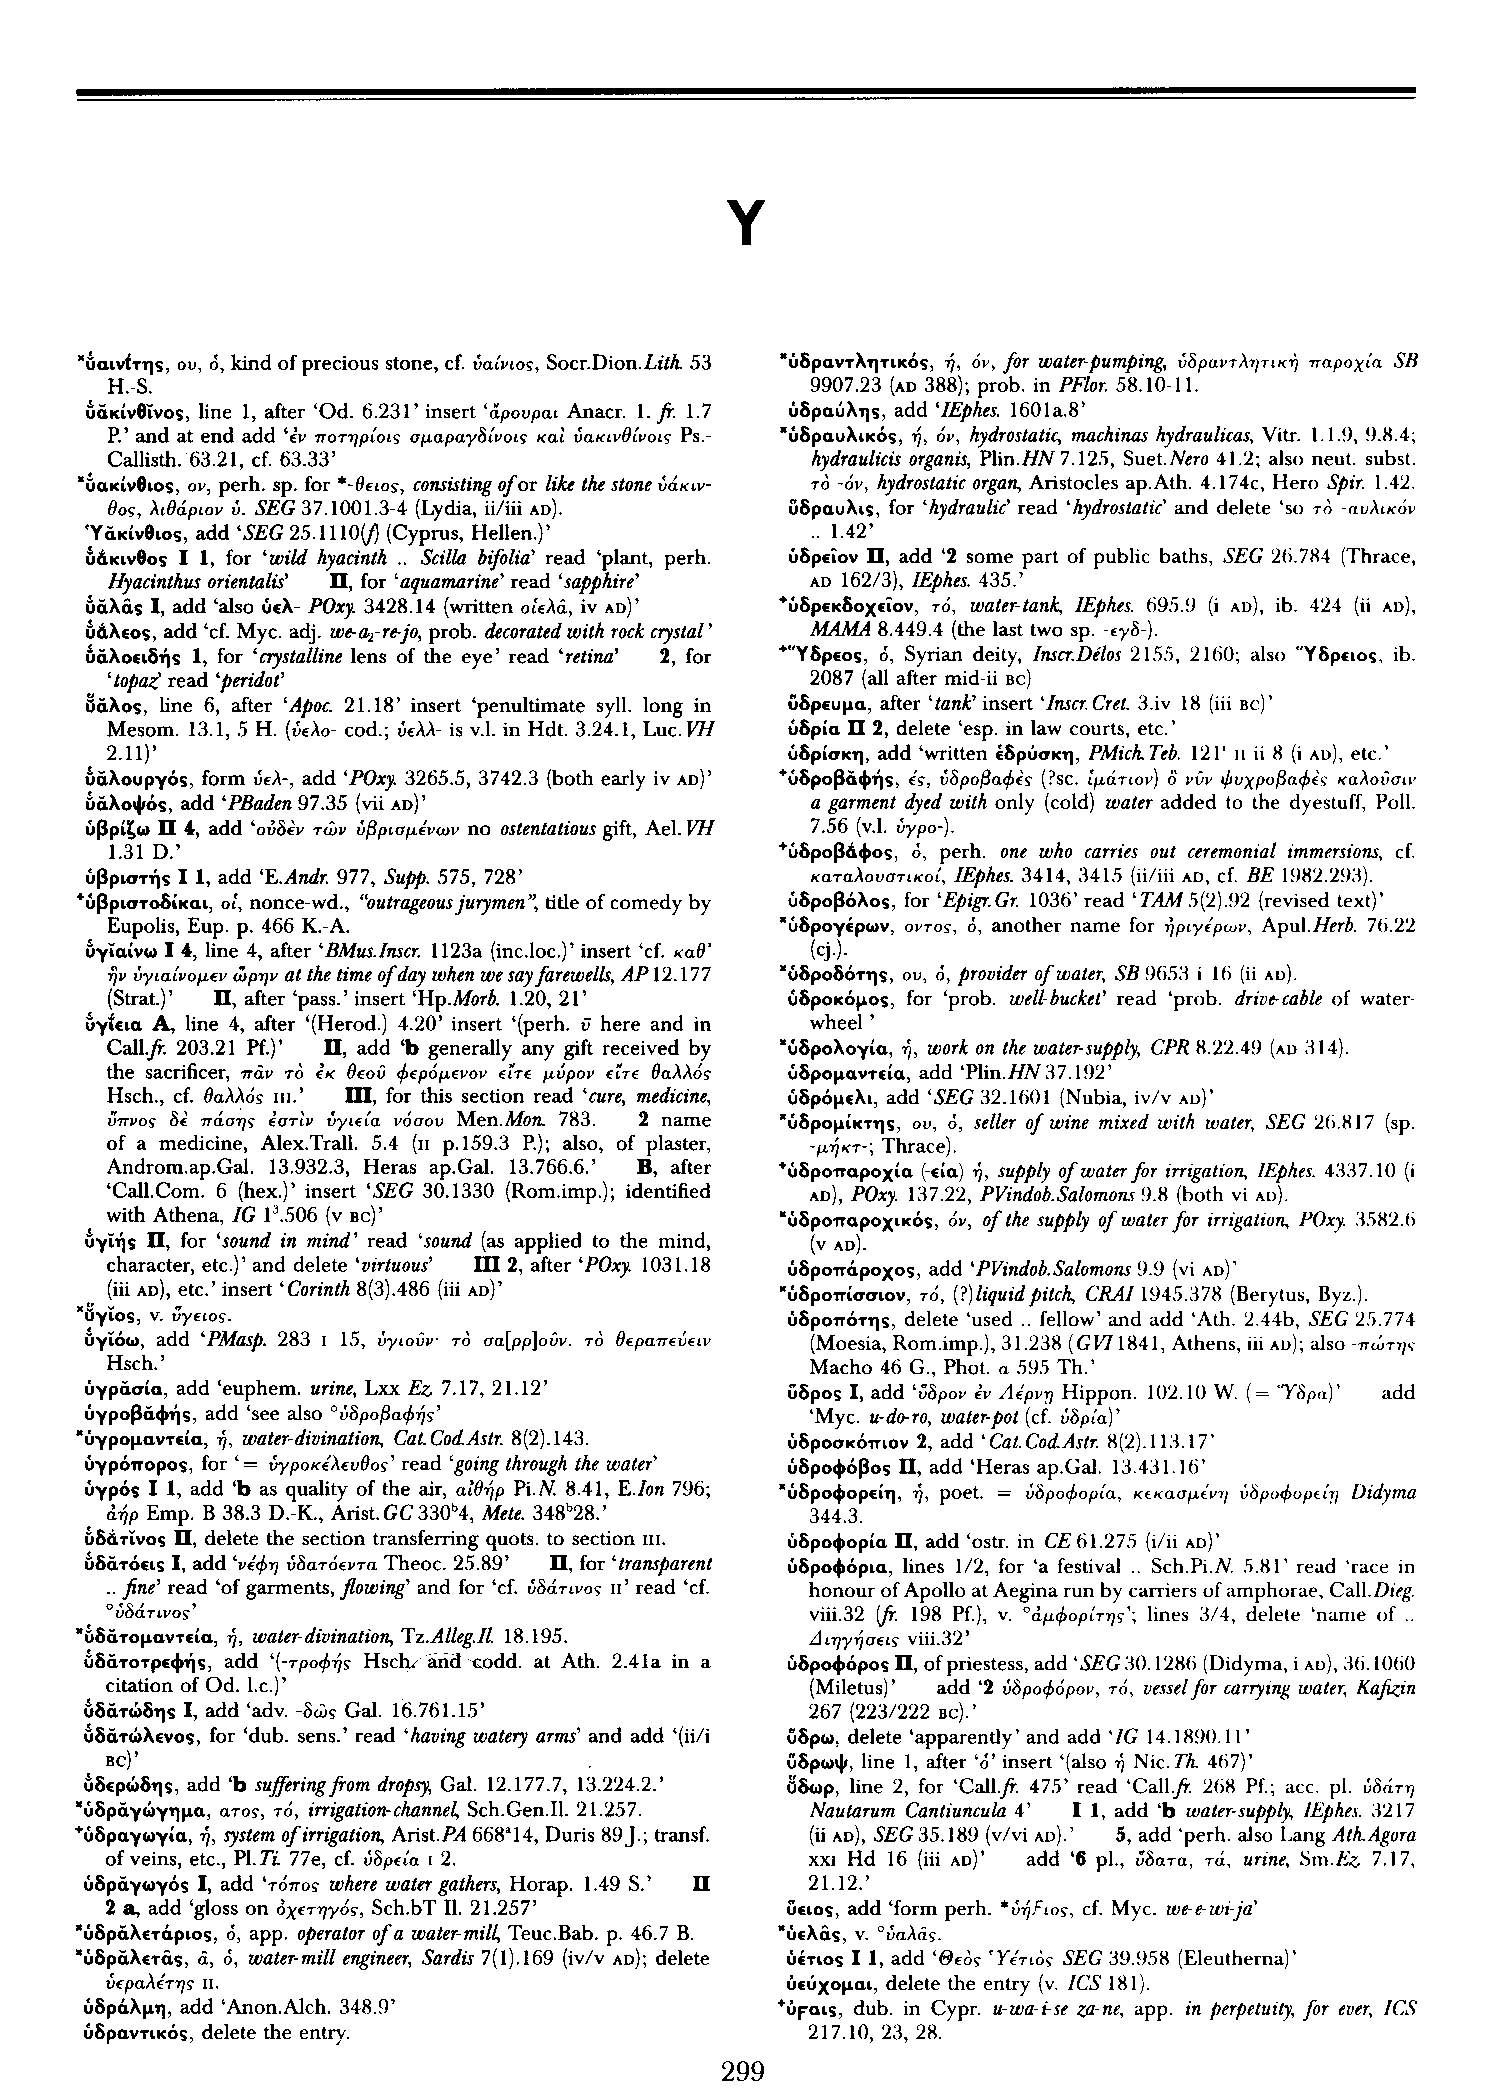 Υ
*ὑαινίτης, ου, ὁ, kind of precious stone, cf. ὑαίνιος, Socr.Dion.Lith. 53
H.-S.
ὑᾰκίνθῐνος, line 1, after ‘Od. 6.231’ insert ‘ἄρουραι Anacr. 1. fr. 1.7
P.’ and at end add ‘ἐν ποτηρίοις σμαραγδίνοις καὶ ὑακινθίνοις Ps.-
Callisth. 63.21, cf. 63.33’
*ὑακίνθιος, ον, perh. sp. for *-θειος, consisting of or like the stone ὑάκιν-
θος, λιθάριον ὑ. SEG 37.1001.3-4 (Lydia, ii/iii AD).
Ὑᾰκίνθιος, add ‘SEG 25.1110(f) (Cyprus, Hellen.)’
ὑάκινθος I 1, for ‘wild hyacinth .. Scilla bifolia’ read ‘plant, perh.
Hyacinthus orientalis’ II, for ‘aquamarine’ read ‘sapphire’
ὑᾰλᾶς I, add ‘also ὑελ- POxy. 3428.14 (written οἱελᾶ, iv AD)’
ὑάλεος, add ‘cf. Myc. adj. we-a₂-re-jo, prob. decorated with rock crystal’
ὑᾰλοειδής 1, for ‘crystalline lens of the eye’ read ‘retina’ 2, for
‘topaz’ read ‘peridot’
ὕᾰλος, line 6, after ‘Apoc. 21.18’ insert ‘penultimate syll. long in
Mesom. 13.1, 5 H. (ὑελο- cod.; ὑελλ- is v.l. in Hdt. 3.24.1, Luc.VH
2.11)’
ὑᾰλουργός, form ὑελ-, add ‘POxy. 3265.5, 3742.3 (both early iv AD)’
ὑᾰλοψός, add ‘PBaden 97.35 (vii AD)’
ὑβρίζω II 4, add ‘οὐδὲν τῶν ὑβρισμένων no ostentatious gift, Ael.VH
1.31 D.’
ὑβριστής I 1, add ‘E.Andr. 977, Supp. 575, 728’
⁺ὑβριστοδίκαι, οἱ, nonce-wd., “outrageous jurymen”, title of comedy by
Eupolis, Eup. p. 466 K.-A.
ὑγῐαίνω I 4, line 4, after ‘BMus.Inscr. 1123a (inc.loc.)’ insert ‘cf. καθ’
ἣν ὑγιαίνομεν ὥρην at the time of day when we say farewells, AP 12.177
(Strat.)’ II, after ‘pass.’ insert ‘Hp.Morb. 1.20, 21’
ὑγίεια A, line 4, after ‘(Herod.) 4.20’ insert ‘(perh. ῡ here and in
Call.fr. 203.21 Pf.)’ II, add ‘b generally any gift received by
the sacrificer, πᾶν τὸ ἐκ θεοῦ φερόμενον εἴτε μύρον εἴτε θαλλός
Hsch., cf. θαλλός III.’ III, for this section read ‘cure, medicine,
ὕπνος δὲ πάσης ἐστὶν ὑγιεία νόσου Men.Mon. 783. 2 name
of a medicine, Alex.Trall. 5.4 (II p.159.3 P.); also, of plaster,
Androm.ap.Gal. 13.932.3, Heras ap.Gal. 13.766.6.’ B, after
‘Call.Com. 6 (hex.)’ insert ‘SEG 30.1330 (Rom.imp.); identified
with Athena, IG 1³.506 (v BC)’
ὑγῐής II, for ‘sound in mind’ read ‘sound (as applied to the mind,
character, etc.)’ and delete ‘virtuous’ III 2, after ‘POxy. 1031.18
(iii AD), etc.’ insert ‘Corinth 8(3).486 (iii AD)’
*ὕγῐος, v. ὕγειος.
ὑγῐόω, add ‘PMasp. 283 I 15, ὑγιοῦν· τὸ σα[ρρ]οῦν. τὸ θεραπεύειν
Hsch.’
ὑγρᾰσία, add ‘euphem. urine, Lxx Ez. 7.17, 21.12’
ὑγροβᾰφής, add ‘see also °ὑδροβαφής’
*ὑγρομαντεία, ἡ, water-divination, Cat.Cod.Astr. 8(2).143.
ὑγρόπορος, for ‘= ὑγροκέλευθος’ read ‘going through the water’
ὑγρός I 1, add ‘b as quality of the air, αἰθήρ Pi.N. 8.41, E.Ion 796;
ἀήρ Emp. B 38.3 D.-K., Arist.GC 330ᵇ4, Mete. 348ᵇ28.’
ὑδάτῐνος II, delete the section transferring quots. to section III.
ὑδᾰτόεις I, add ‘νέφη ὑδατόεντα Theoc. 25.89’ II, for ‘transparent
.. fine’ read ‘of garments, flowing’ and for ‘cf. ὑδάτινος II’ read ‘cf.
°ὑδάτινος’
*ὑδᾰτομαντεία, ἡ, water-divination, Tz.Alleg.Il. 18.195.
ὑδᾰτοτρεφής, add ‘(-τροφής Hsch. and codd. at Ath. 2.41a in a
citation of Od. l.c.)’
ὑδᾰτώδης I, add ‘adv. -δῶς Gal. 16.761.15’
ὑδᾰτώλενος, for ‘dub. sens.’ read ‘having watery arms’ and add ‘(ii/i
BC)’
ὑδερώδης, add ‘b suffering from dropsy, Gal. 12.177.7, 13.224.2.’
*ὑδρᾰγώγημα, ατος, τό, irrigation-channel, Sch.Gen.Il. 21.257.
⁺ὑδραγωγία, ἡ, system of irrigation, Arist.PA 668ᵃ14, Duris 89 J.; transf.
of veins, etc., Pl.Ti. 77e, cf. ὑδρεία I 2.
ὑδρᾰγωγός I, add ‘τόπος where water gathers, Horap. 1.49 S.’ II
2 a, add ‘gloss on ὀχετηγός, Sch.bT Il. 21.257’
*ὑδρᾰλετάριος, ὁ, app. operator of a water-mill, Teuc.Bab. p. 46.7 B.
*ὑδρᾰλετᾶς, ᾶ, ὁ, water-mill engineer, Sardis 7(1).169 (iv/v AD); delete
ὑεραλέτης II.
ὑδράλμη, add ‘Anon.Alch. 348.9’
ὑδραντικός, delete the entry.
*ὑδραντλητικός, ή, όν, for water-pumping, ὑδραντλητικὴ παροχία SB
9907.23 (AD 388); prob. in PFlor. 58.10-11.
ὑδραύλης, add ‘IEphes. 1601a.8’
*ὑδραυλικός, ή, όν, hydrostatic, machinas hydraulicas, Vitr. 1.1.9, 9.8.4;
hydraulicis organis, Plin.HN 7.125, Suet.Nero 41.2; also neut. subst.
τὸ -όν, hydrostatic organ, Aristocles ap.Ath. 4.174c, Hero Spir. 1.42.
ὕδραυλις, for ‘hydraulic’ read ‘hydrostatic’ and delete ‘so τὸ -αυλικόν
.. 1.42’
ὑδρεῖον II, add ‘2 some part of public baths, SEG 26.784 (Thrace,
AD 162/3), IEphes. 435.’
⁺ὑδρεκδοχεῖον, τό, water-tank, IEphes. 695.9 (i AD), ib. 424 (ii AD),
MAMA 8.449.4 (the last two sp. -εγδ-).
⁺Ὕδρεος, ὁ, Syrian deity, Inscr.Délos 2155, 2160; also Ὕδρειος, ib.
2087 (all after mid-ii BC)
ὕδρευμα, after ‘tank’ insert ‘Inscr.Cret. 3.iv 18 (iii BC)’
ὑδρία II 2, delete ‘esp. in law courts, etc.’
ὑδρίσκη, add ‘written ἑδρύσκη, PMich.Teb. 121ʳ II ii 8 (i AD), etc.’
⁺ὑδροβᾰφής, ές, ὑδροβαφὲς (?sc. ἱμάτιον) ὃ νῦν ψυχροβαφὲς καλοῦσιν
a garment dyed with only (cold) water added to the dyestuff, Poll.
7.56 (v.l. ὑγρο-).
⁺ὑδροβάφος, ὁ, perh. one who carries out ceremonial immersions, cf.
καταλουστικοί, IEphes. 3414, 3415 (ii/iii AD, cf. BE 1982.293).
ὑδροβόλος, for ‘Epigr.Gr. 1036’ read ‘TAM 5(2).92 (revised text)’
*ὑδρογέρων, οντος, ὁ, another name for ἠριγέρων, Apul.Herb. 76.22
(cj.).
*ὑδροδότης, ου, ὁ, provider of water, SB 9653 i 16 (ii AD).
ὑδροκόμος, for ‘prob. well-bucket’ read ‘prob. drive-cable of water-
wheel’
*ὑδρολογία, ἡ, work on the water-supply, CPR 8.22.49 (AD 314).
ὑδρομαντεία, add ‘Plin.HN 37.192’
ὑδρόμελι, add ‘SEG 32.1601 (Nubia, iv/v AD)’
*ὑδρομίκτης, ου, ὁ, seller of wine mixed with water, SEG 26.817 (sp.
-μήκτ-; Thrace).
⁺ὑδροπαροχία (-εία) ἡ, supply of water for irrigation, IEphes. 4337.10 (i
AD), POxy. 137.22, PVindob.Salomons 9.8 (both vi AD).
*ὑδροπαροχικός, όν, of the supply of water for irrigation, POxy. 3582.6
(v AD).
ὑδροπάροχος, add ‘PVindob.Salomons 9.9 (vi AD)’
*ὑδροπίσσιον, τό, (?)liquid pitch, CRAI 1945.378 (Berytus, Byz.).
ὑδροπότης, delete ‘used .. fellow’ and add ‘Ath. 2.44b, SEG 25.774
(Moesia, Rom.imp.), 31.238 (GVI 1841, Athens, iii AD); also -πώτης
Macho 46 G., Phot. α 595 Th.’
ὕδρος I, add ‘ὕδρον ἐν Λέρνῃ Hippon. 102.10 W. (= Ὕδρα)’ add
‘Myc. u-do-ro, water-pot (cf. ὑδρία)’
ὑδροσκόπιον 2, add ‘Cat.Cod.Astr. 8(2).113.17’
ὑδροφόβος II, add ‘Heras ap.Gal. 13.431.16’
*ὑδροφορείη, ἡ, poet. = ὑδροφορία, κεκασμένη ὑδροφορείῃ Didyma
344.3.
ὑδροφορία II, add ‘ostr. in CE 61.275 (i/ii AD)’
ὑδροφόρια, lines 1/2, for ‘a festival .. Sch.Pi.N. 5.81’ read ‘race in
honour of Apollo at Aegina run by carriers of amphorae, Call.Dieg.
viii.32 (fr. 198 Pf.), v. °ἀμφορίτης’; lines 3/4, delete ‘name of ..
Διηγήσεις viii.32’
ὑδροφόρος II, of priestess, add ‘SEG 30.1286 (Didyma, i AD), 36.1060
(Miletus)’ add ‘2 ὑδροφόρον, τό, vessel for carrying water, Kafizin
267 (223/222 BC).’
ὕδρω, delete ‘apparently’ and add ‘IG 14.1890.11’
ὕδρωψ, line 1, after ‘ὁ’ insert ‘(also ἡ Nic.Th. 467)’
ὕδωρ, line 2, for ‘Call.fr. 475’ read ‘Call.fr. 268 Pf.; acc. pl. ὑδάτη
Nautarum Cantiuncula 4’ I 1, add ‘b water-supply, IEphes. 3217
(ii AD), SEG 35.189 (v/vi AD).’ 5, add ‘perh. also Lang Ath.Agora
XXI Hd 16 (iii AD)’ add ‘6 pl., ὕδατα, τά, urine, Sm.Ez. 7.17,
21.12.’
ὕειος, add ‘form perh. *ὑήϝιος, cf. Myc. we-e-wi-ja’
*ὑελᾶς, v. °ὑαλᾶς.
ὑέτιος I 1, add ‘Θεὸς Ὑέτιὸς SEG 39.958 (Eleutherna)’
ὑεύχομαι, delete the entry (v. ICS 181).
⁺ὐϝαις, dub. in Cypr. u-wa-i-se za-ne, app. in perpetuity, for ever, ICS
217.10, 23, 28.
299